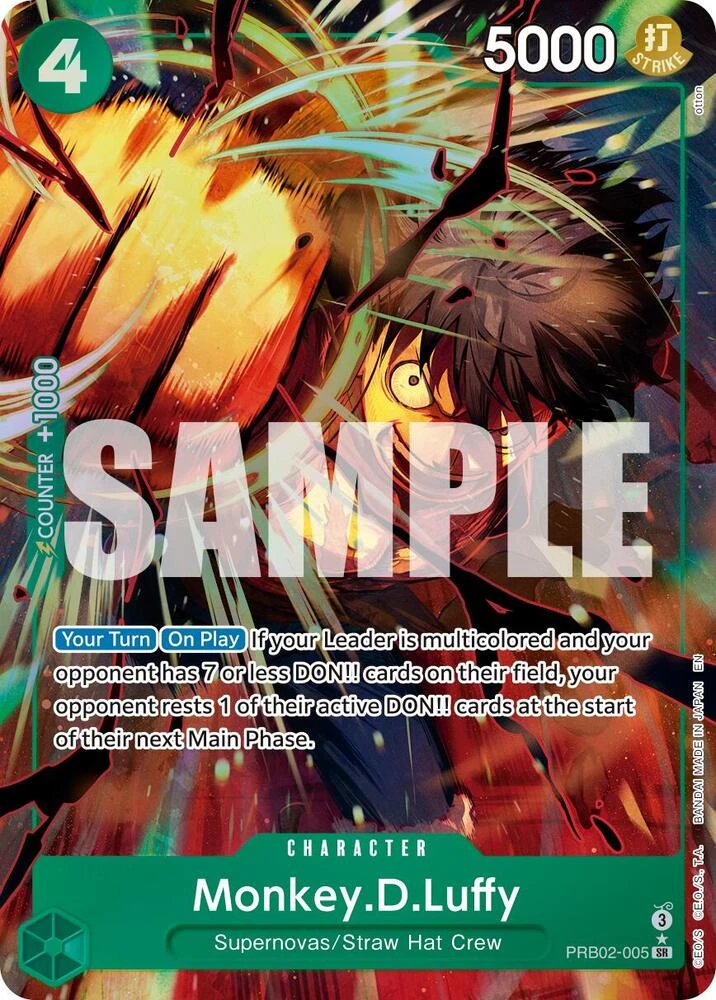 4
5000
打
STRIKE
otton
COUNTER +1000
SAMPLE
Your Turn On Play If your Leader is multicolored and your
opponent has 7 or less DON!! cards on their field, your
opponent rests 1 of their active DON!! cards at the start
of their next Main Phase.
CHARACTER
Monkey.D.Luffy
Supernovas/Straw Hat Crew
3
PRB02-005 SR
©E.O./S ©E.O./S., T.A. BANDAI MADE IN JAPAN EN